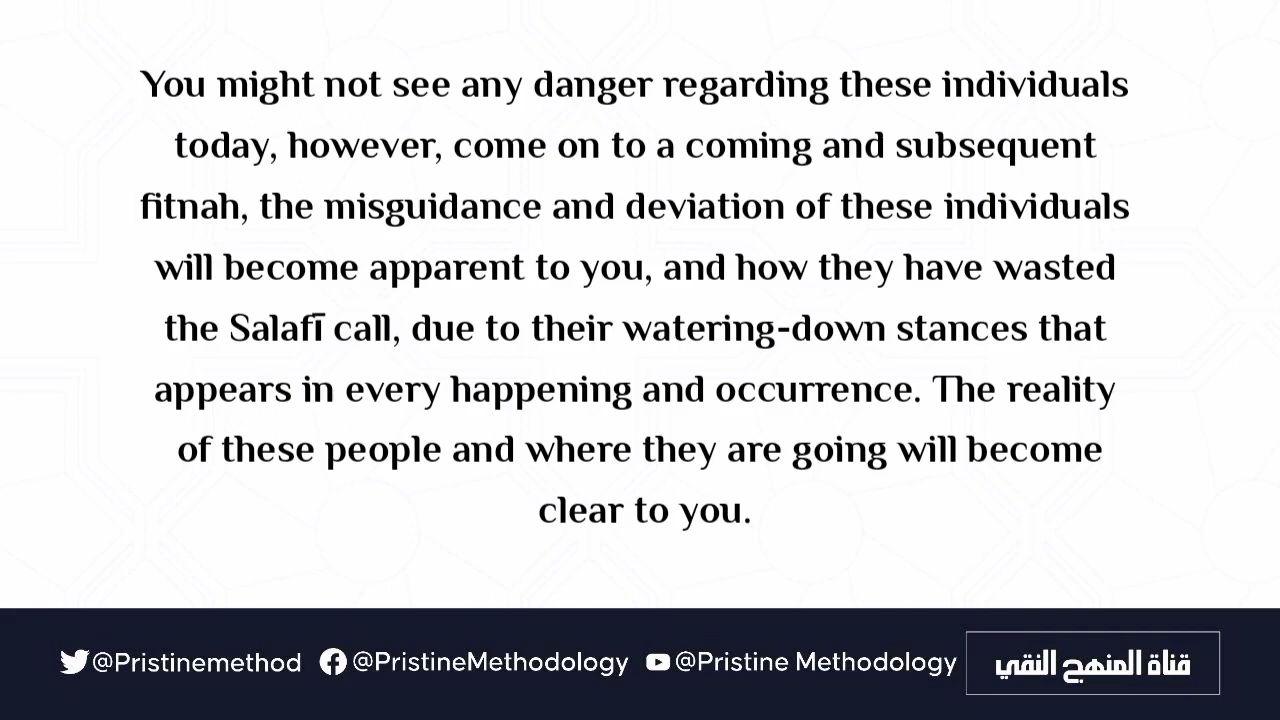 You might not see any danger regarding these individuals
today, however, come on to a coming and subsequent
fitnah, the misguidance and deviation of these individuals
will become apparent to you, and how they have wasted
the Salafī call, due to their watering-down stances that
appears in every happening and occurrence. The reality
of these people and where they are going will become
clear to you.
@Pristinemethod @PristineMethodology @Pristine Methodology قناة المنهج النقي